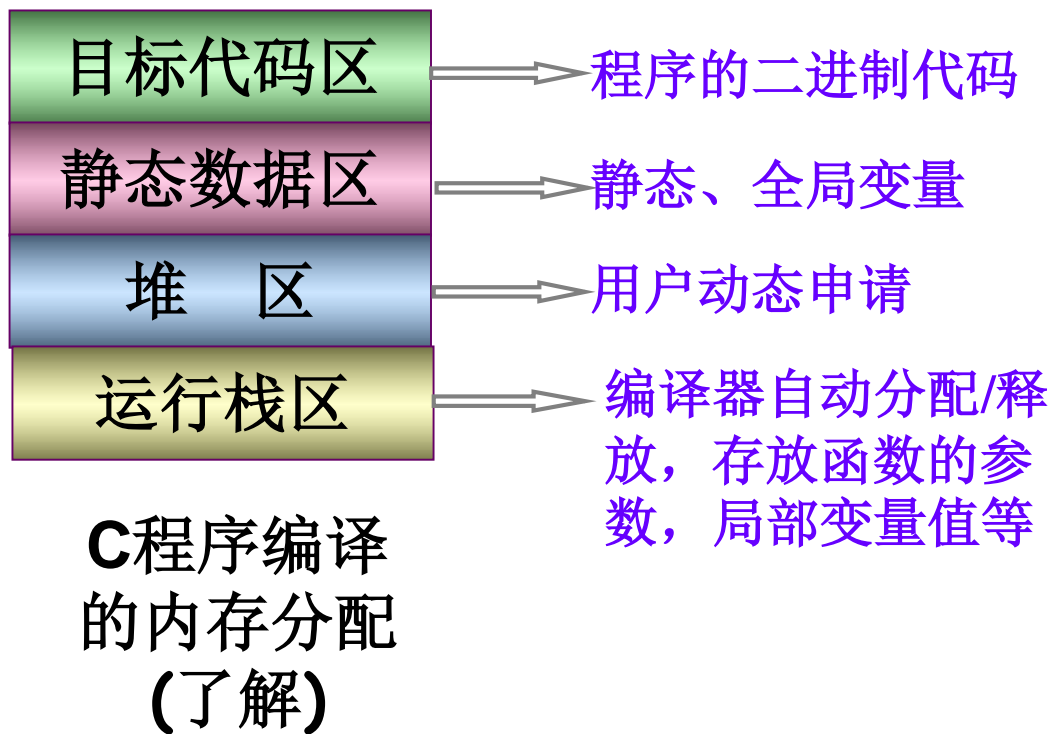 目标代码区
程序的二进制代码
静态数据区
静态、全局变量
堆 区
用户动态申请
运行栈区
编译器自动分配/释
放，存放函数的参
数，局部变量值等
C程序编译
的内存分配
(了解)